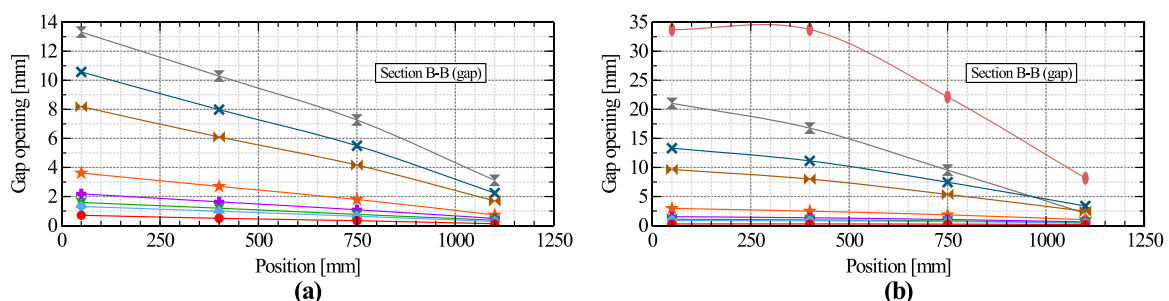 14
12
10
8
6
4
2
0
Gap opening [mm]
Section B-B (gap)
0 250 500 750 1000 1250
Position [mm]
(a)
35
30
25
20
15
10
5
0
Gap opening [mm]
Section B-B (gap)
0 250 500 750 1000 1250
Position [mm]
(b)